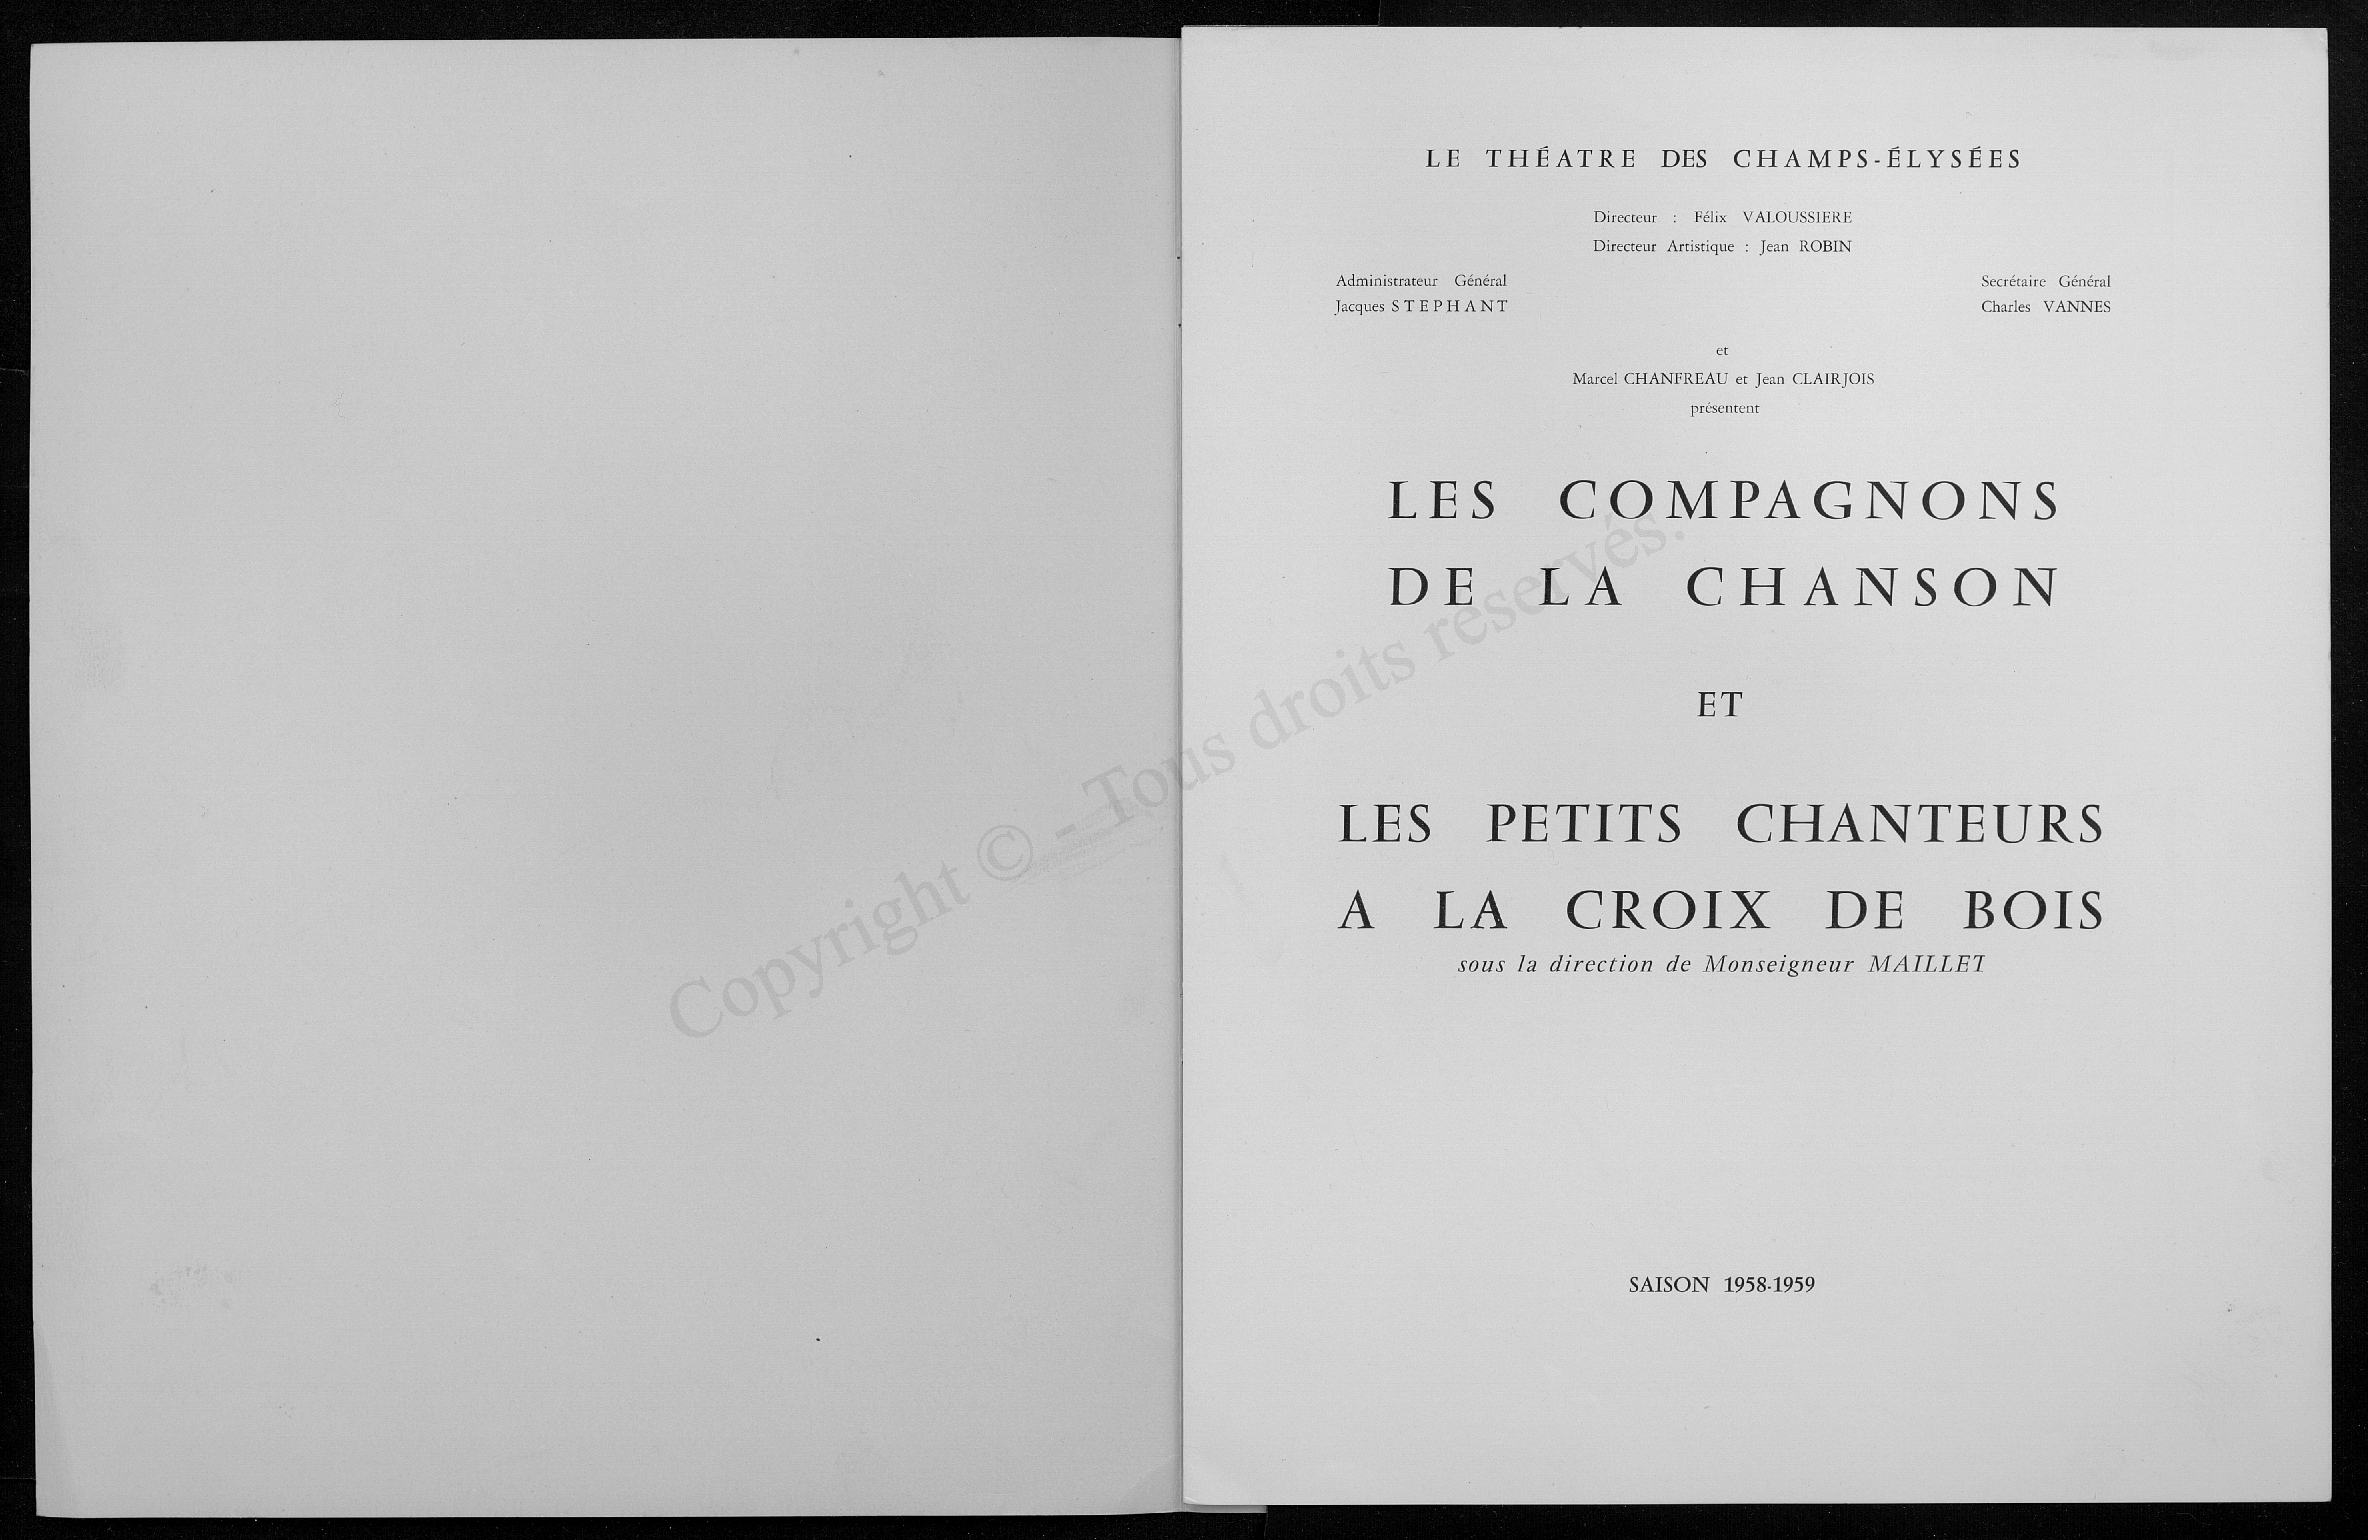 LE THÉATRE DES CHAMPS-ÉLYSÉES
Directeur : Félix VALOUSSIERE
Directeur Artistique : Jean ROBIN
Administrateur Général
Jacques STEPHANT
Secrétaire Général
Charles VANNES
et
Marcel CHANFREAU et Jean CLAIRJOIS
présentent
LES COMPAGNONS
DE LA CHANSON
ET
LES PETITS CHANTEURS
A LA CROIX DE BOIS
sous la direction de Monseigneur MAILLET
SAISON 1958-1959
Copyright © - Tous droits réservés.